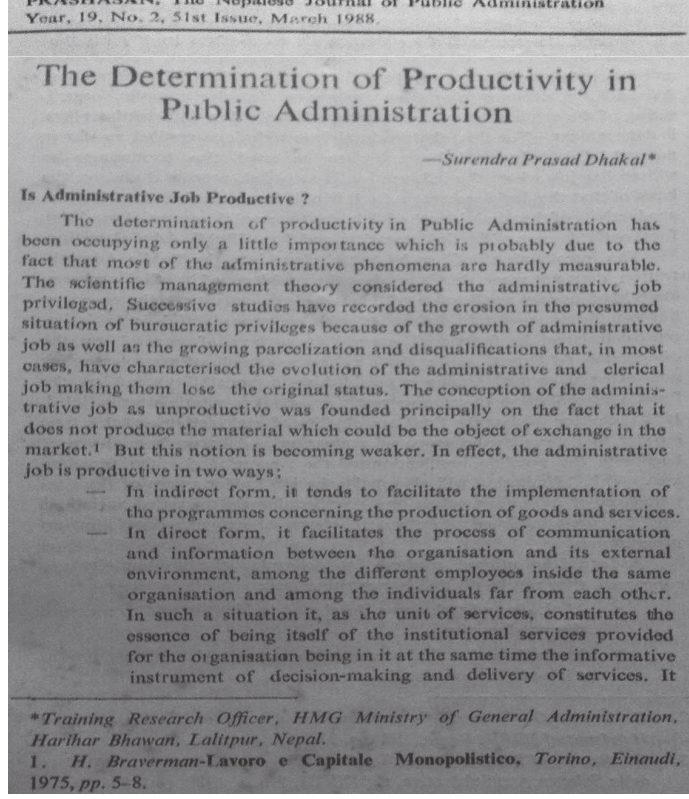 PRASHASAN, The Nepalese Journal of Public Administration
Year, 19, No. 2, 51st Issue, March 1988.
The Determination of Productivity in
Public Administration
—Surendra Prasad Dhakal*
Is Administrative Job Productive ?
The determination of productivity in Public Administration has
been occupying only a little importance which is probably due to the
fact that most of the administrative phenomena are hardly measurable.
The scientific management theory considered the administrative job
privileged. Successive studies have recorded the erosion in the presumed
situation of bureucratic privileges because of the growth of administrative
job as well as the growing parcelization and disqualifications that, in most
cases, have characterised the evolution of the administrative and clerical
job making them lose the original status. The conception of the adminis-
trative job as unproductive was founded principally on the fact that it
does not produce the material which could be the object of exchange in the
market.1 But this notion is becoming weaker. In effect, the administrative
job is productive in two ways;
— In indirect form, it tends to facilitate the implementation of
the programmes concerning the production of goods and services.
— In direct form, it facilitates the process of communication
and information between the organisation and its external
environment, among the different employees inside the same
organisation and among the individuals far from each other.
In such a situation it, as the unit of services, constitutes the
essence of being itself of the institutional services provided
for the organisation being in it at the same time the informative
instrument of decision-making and delivery of services. It
*Training Research Officer, HMG Ministry of General Administration,
Harihar Bhawan, Lalitpur, Nepal.
1. H. Braverman-Lavoro e Capitale Monopolistico, Torino, Einaudi,
1975, pp. 5-8.